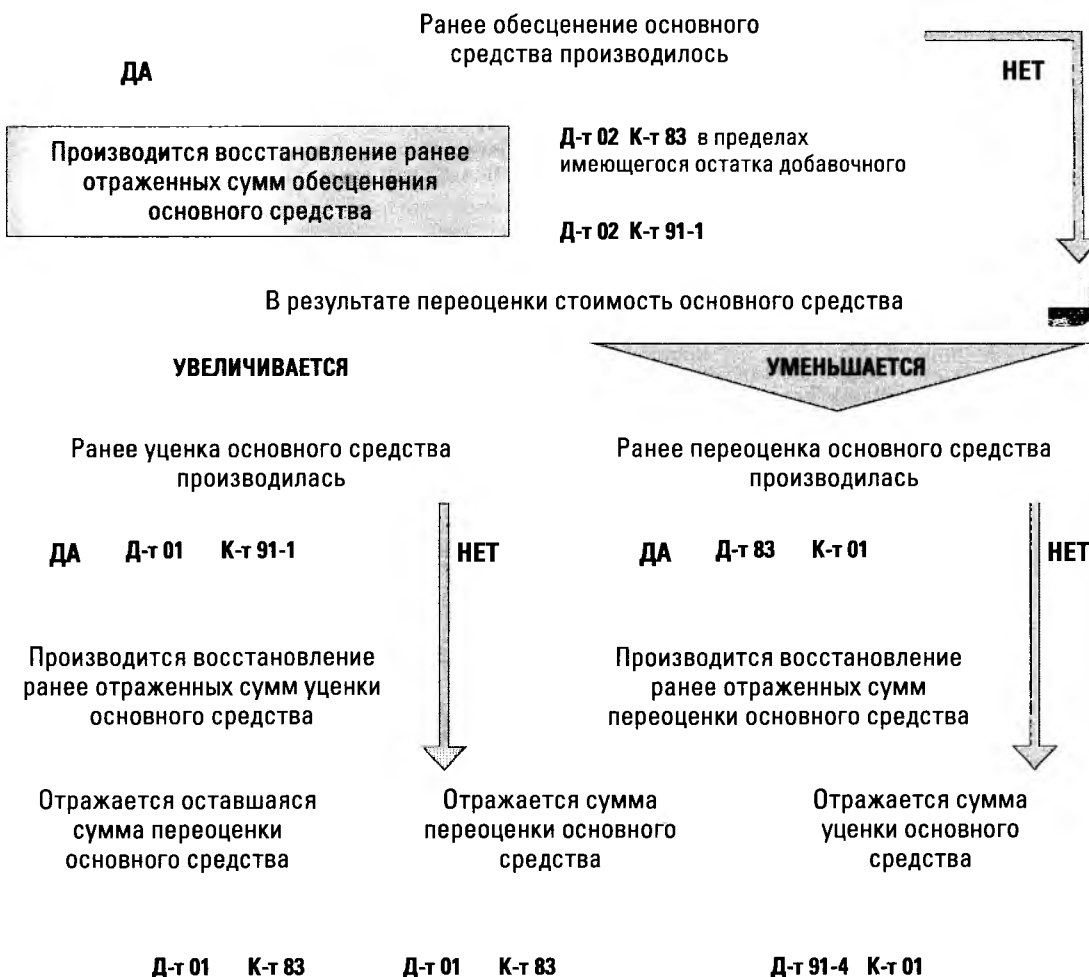 Ранее обесценение основного
средства производилось
ДА
НЕТ
Производится восстановление ранее
отраженных сумм обесценения
основного средства
Д-т 02 К-т 83 в пределах
имеющегося остатка добавочного
Д-т 02 К-т 91-1
В результате переоценки стоимость основного средства
УВЕЛИЧИВАЕТСЯ
УМЕНЬШАЕТСЯ
Ранее уценка основного средства
производилась
Ранее переоценка основного средства
производилась
ДА Д-т 01 К-т 91-1 НЕТ
ДА Д-т 83 К-т 01 НЕТ
Производится восстановление
ранее отраженных сумм уценки
основного средства
Производится восстановление
ранее отраженных сумм
переоценки основного средства
Отражается оставшаяся
сумма переоценки
основного средства
Отражается сумма
переоценки основного
средства
Отражается сумма
уценки основного
средства
Д-т 01 К-т 83
Д-т 01 К-т 83
Д-т 91-4 К-т 01